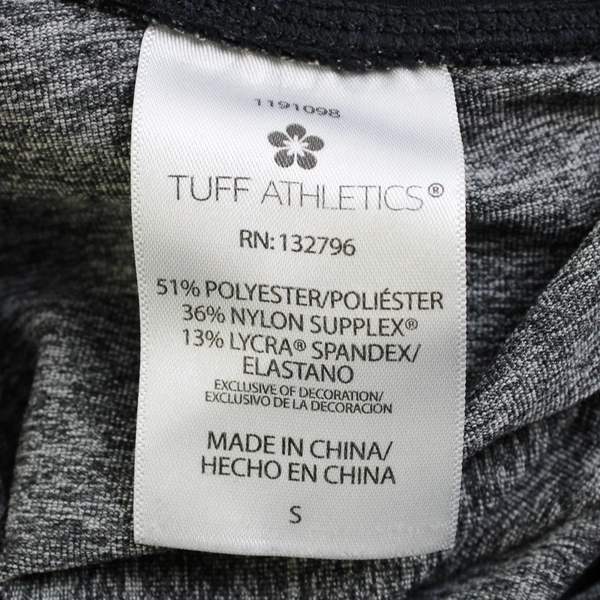 1191098
TUFF ATHLETICS®
RN: 132796
51% POLYESTER/POLIÉSTER
36% NYLON SUPPLEX®
13% LYCRA® SPANDEX/
ELASTANO
EXCLUSIVE OF DECORATION/
EXCLUSIVO DE LA DECORACION
MADE IN CHINA/
HECHO EN CHINA
S